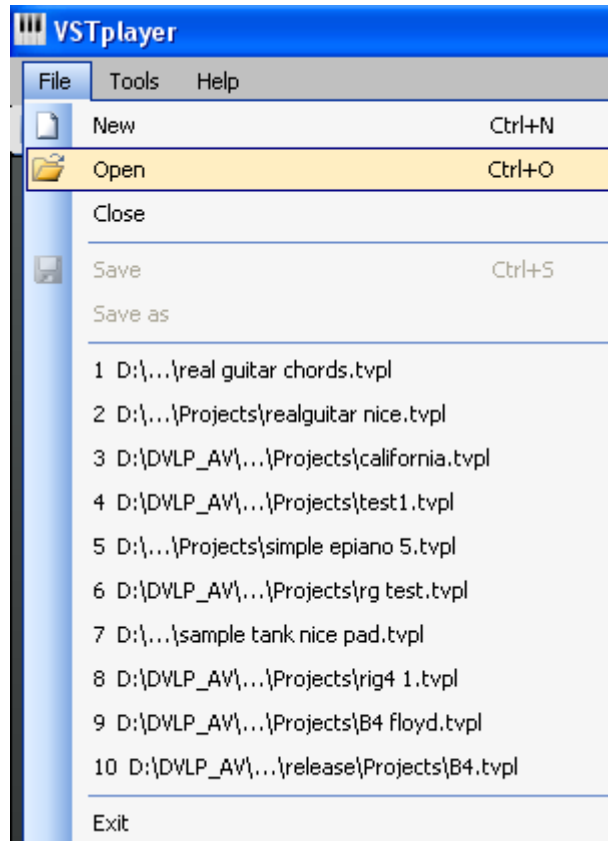 VSTplayer
File Tools Help
New Ctrl+N
Open Ctrl+O
Close
Save Ctrl+S
Save as
1 D:\...\real guitar chords.tvpl
2 D:\...\Projects\realguitar nice.tvpl
3 D:\DVLP_AV\...\Projects\california.tvpl
4 D:\DVLP_AV\...\Projects\test1.tvpl
5 D:\...\Projects\simple epiano 5.tvpl
6 D:\DVLP_AV\...\Projects\rg test.tvpl
7 D:\...\sample tank nice pad.tvpl
8 D:\DVLP_AV\...\Projects\rig4 1.tvpl
9 D:\DVLP_AV\...\Projects\B4 floyd.tvpl
10 D:\DVLP_AV\...\release\Projects\B4.tvpl
Exit